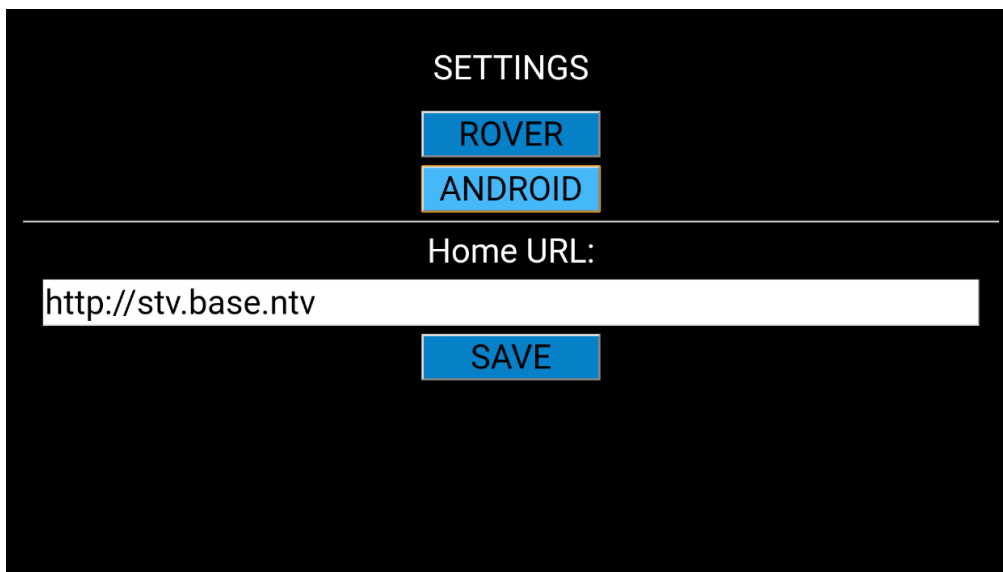 SETTINGS
ROVER
ANDROID
Home URL:
http://stv.base.ntv
SAVE